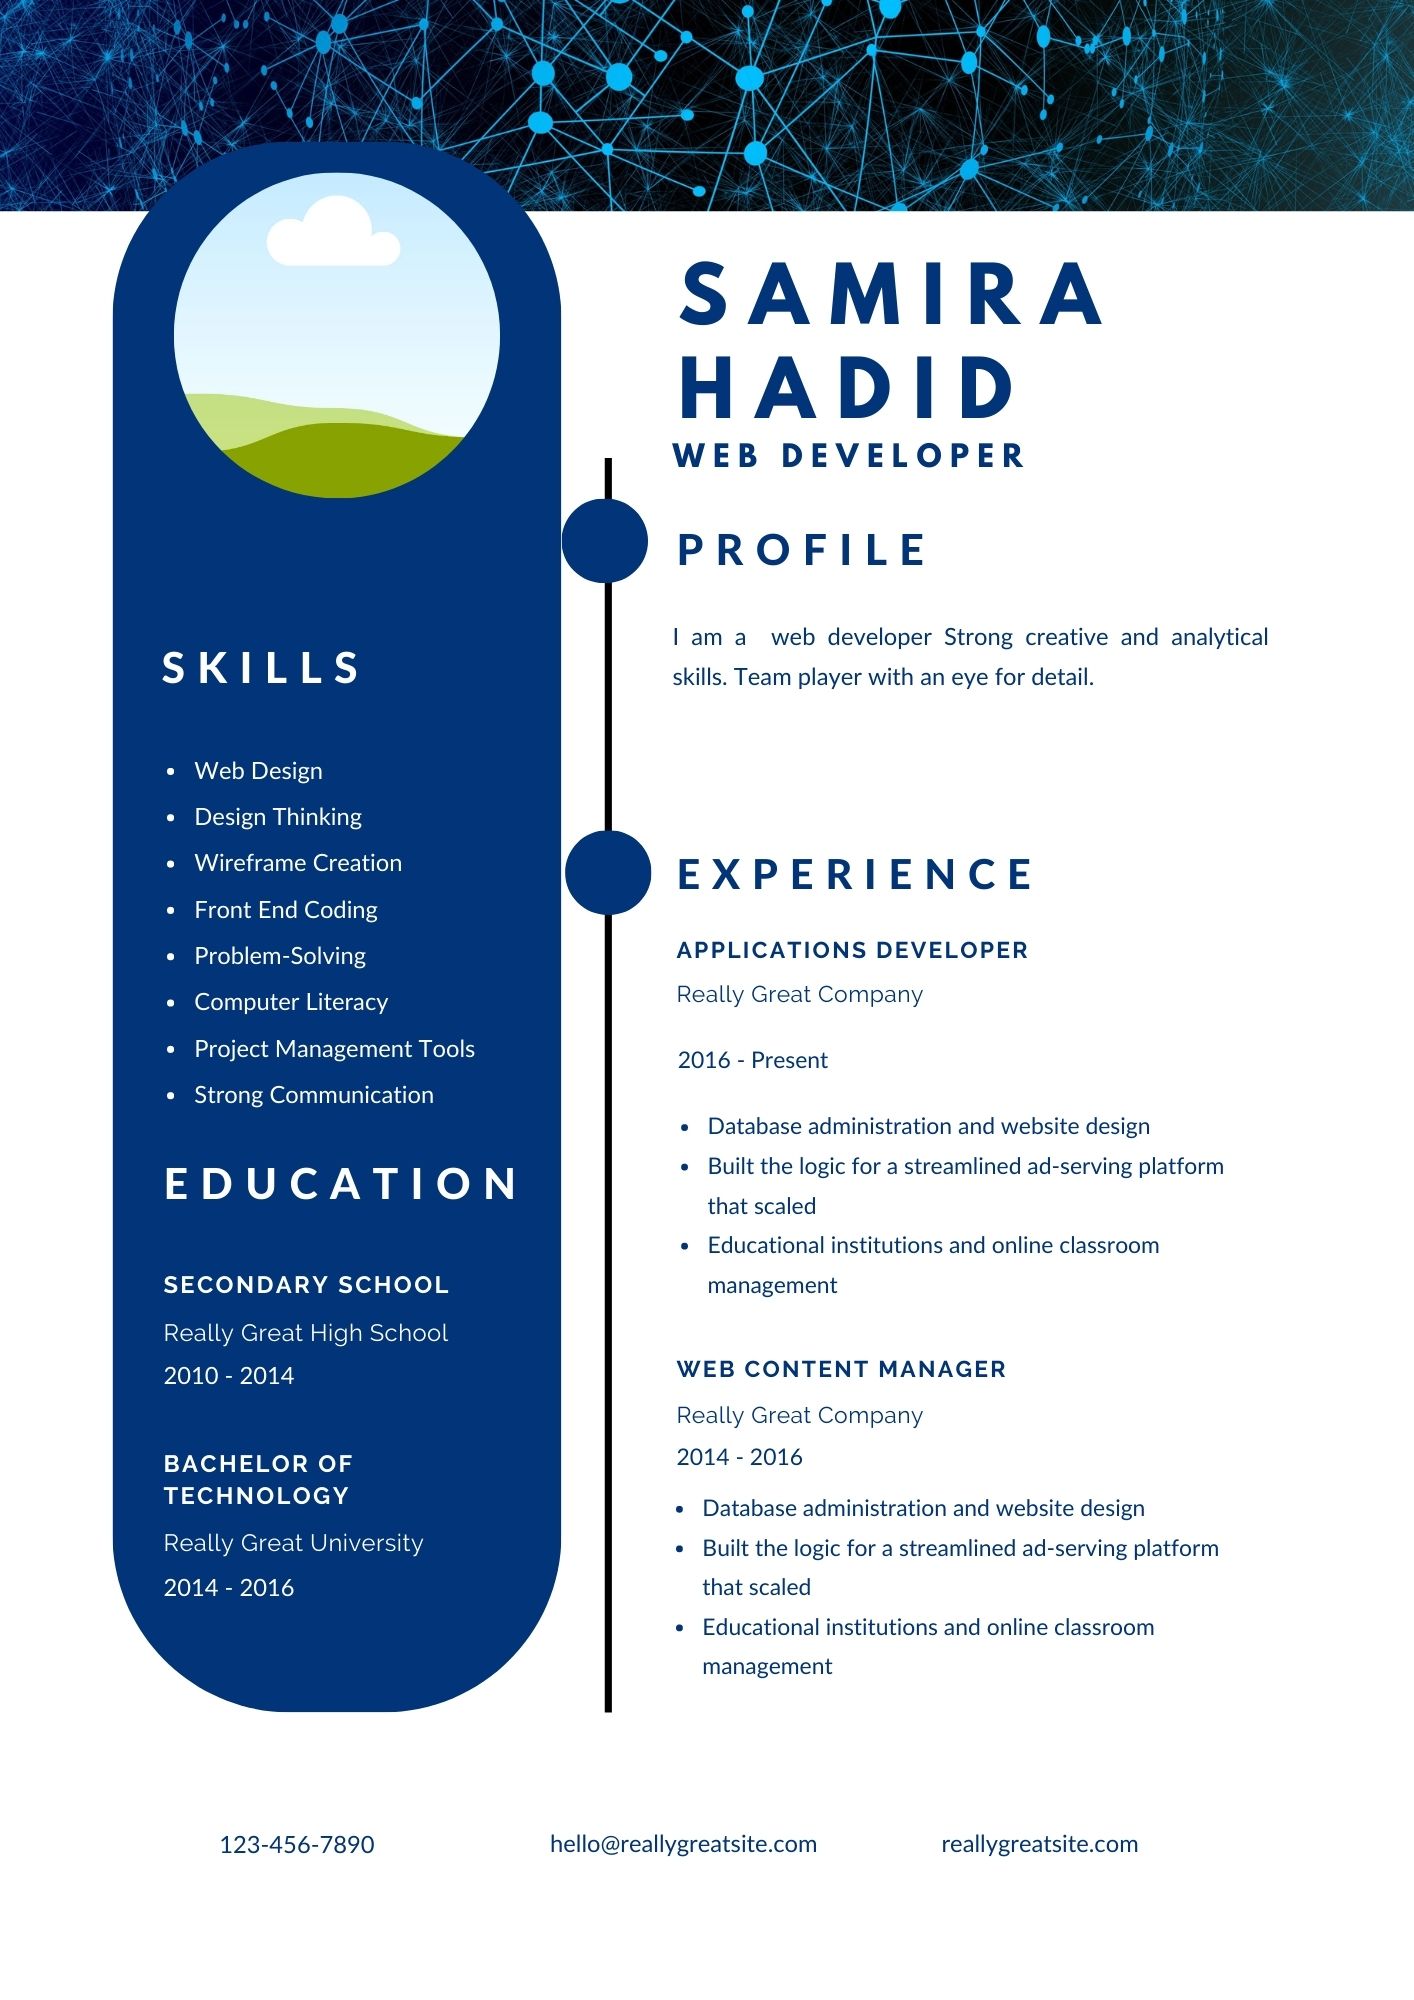 SAMIRA
HADID
WEB DEVELOPER
PROFILE
I am a  web developer Strong creative and analytical
skills. Team player with an eye for detail.
SKILLS
• Web Design
• Design Thinking
• Wireframe Creation
• Front End Coding
• Problem-Solving
• Computer Literacy
• Project Management Tools
• Strong Communication
EDUCATION
SECONDARY SCHOOL
Really Great High School
2010 - 2014
BACHELOR OF
TECHNOLOGY
Really Great University
2014 - 2016
EXPERIENCE
APPLICATIONS DEVELOPER
Really Great Company
2016 - Present
• Database administration and website design
• Built the logic for a streamlined ad-serving platform
that scaled
• Educational institutions and online classroom
management
WEB CONTENT MANAGER
Really Great Company
2014 - 2016
• Database administration and website design
• Built the logic for a streamlined ad-serving platform
that scaled
• Educational institutions and online classroom
management
123-456-7890
hello@reallygreatsite.com
reallygreatsite.com